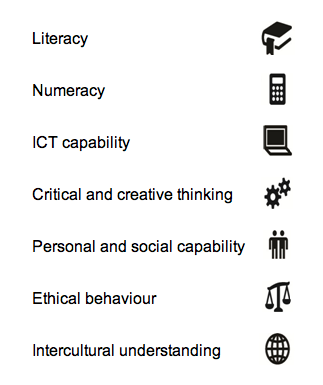 Literacy
Numeracy
ICT capability
Critical and creative thinking
Personal and social capability
Ethical behaviour
Intercultural understanding